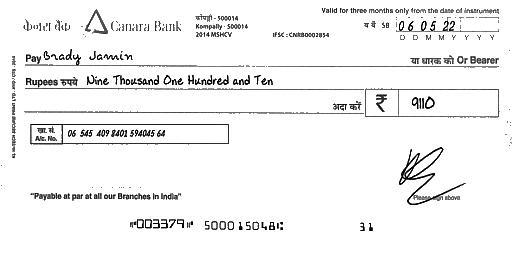 Valid for three months only from the date of instrument
केनरा बैंक Canara Bank
कोंपल्ली - 500014
Kompally - 500014
2014 MSHCV
IFSC : CNRB0002854
SB 06 05 22
D D M M Y Y Y Y
Pay Brady Jamin या धारक को Or Bearer
Rupees रुपये Nine Thousand One Hundred and Ten
अदा करें ₹ 9110
खा. सं.
A/c. No. 06 545 409 8401 594045 64
Please sign above
"Payable at par at all our Branches in India"
⑈003379⑈ 500015048⑆ 31